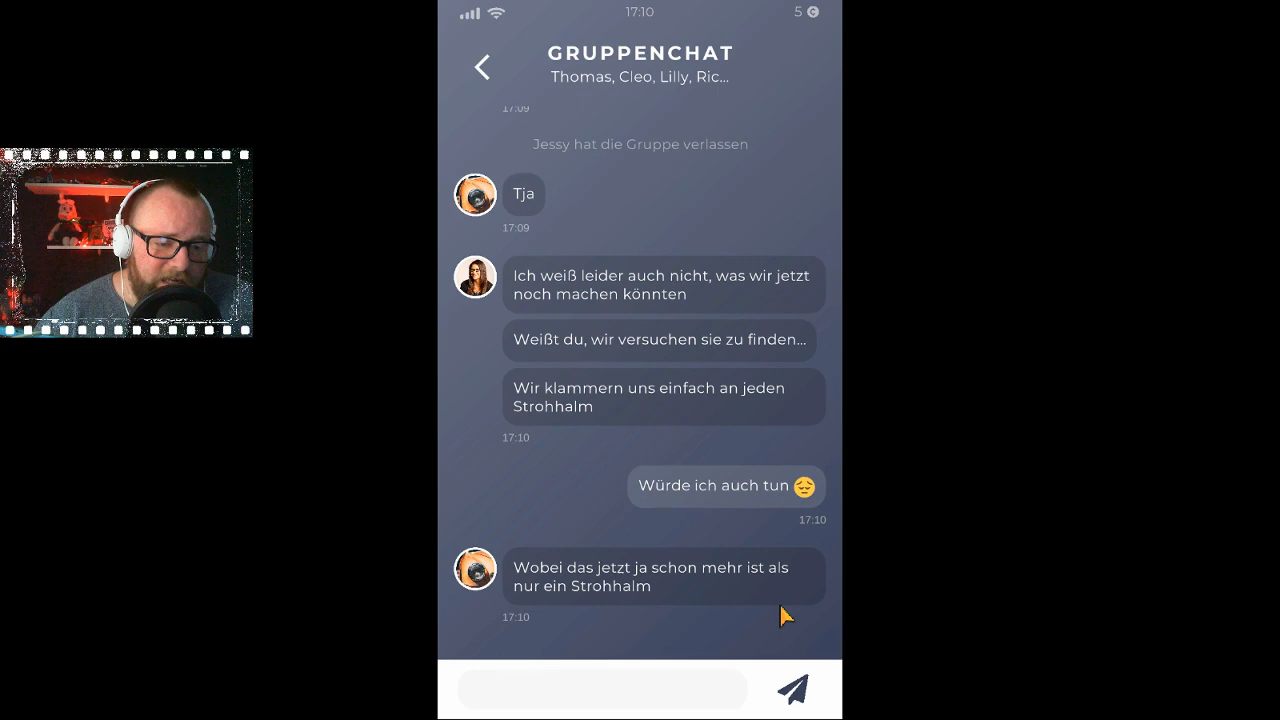 17:10
5
GRUPPENCHAT
Thomas, Cleo, Lilly, Ric...
17:09
Jessy hat die Gruppe verlassen
Tja
17:09
Ich weiß leider auch nicht, was wir jetzt
noch machen könnten
Weißt du, wir versuchen sie zu finden...
Wir klammern uns einfach an jeden
Strohhalm
17:10
Würde ich auch tun 😔
17:10
Wobei das jetzt ja schon mehr ist als
nur ein Strohhalm
17:10